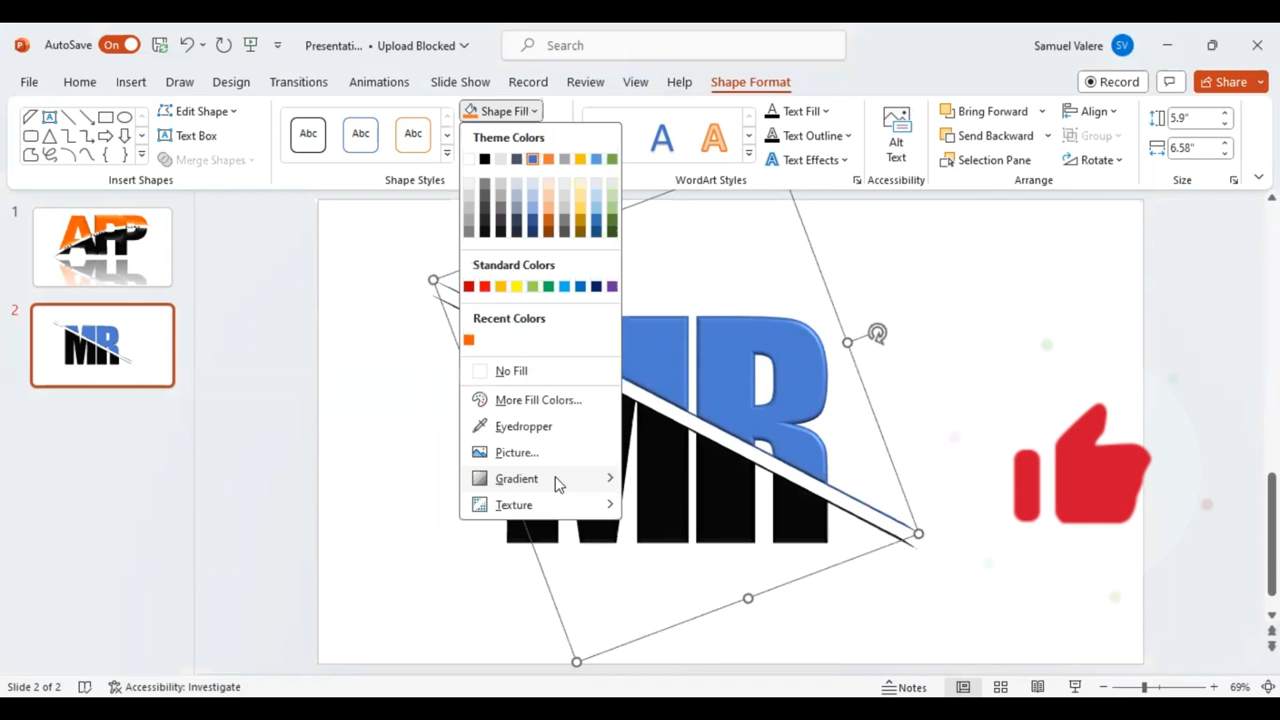 AutoSave On Presentati... • Upload Blocked Search Samuel Valere SV
File Home Insert Draw Design Transitions Animations Slide Show Record Review View Help Shape Format Record Share
Edit Shape
Text Box
Merge Shapes
Insert Shapes
Abc Abc Abc
Shape Styles
Shape Fill
Theme Colors
Standard Colors
Recent Colors
No Fill
More Fill Colors...
Eyedropper
Picture...
Gradient
Texture
A A
Text Fill
Text Outline
Text Effects
WordArt Styles
Alt
Text
Accessibility
Bring Forward
Send Backward
Selection Pane
Align
Group
Rotate
Arrange
5.9"
6.58"
Size
1
APP
2
MR
MR
Slide 2 of 2 Accessibility: Investigate Notes 69%